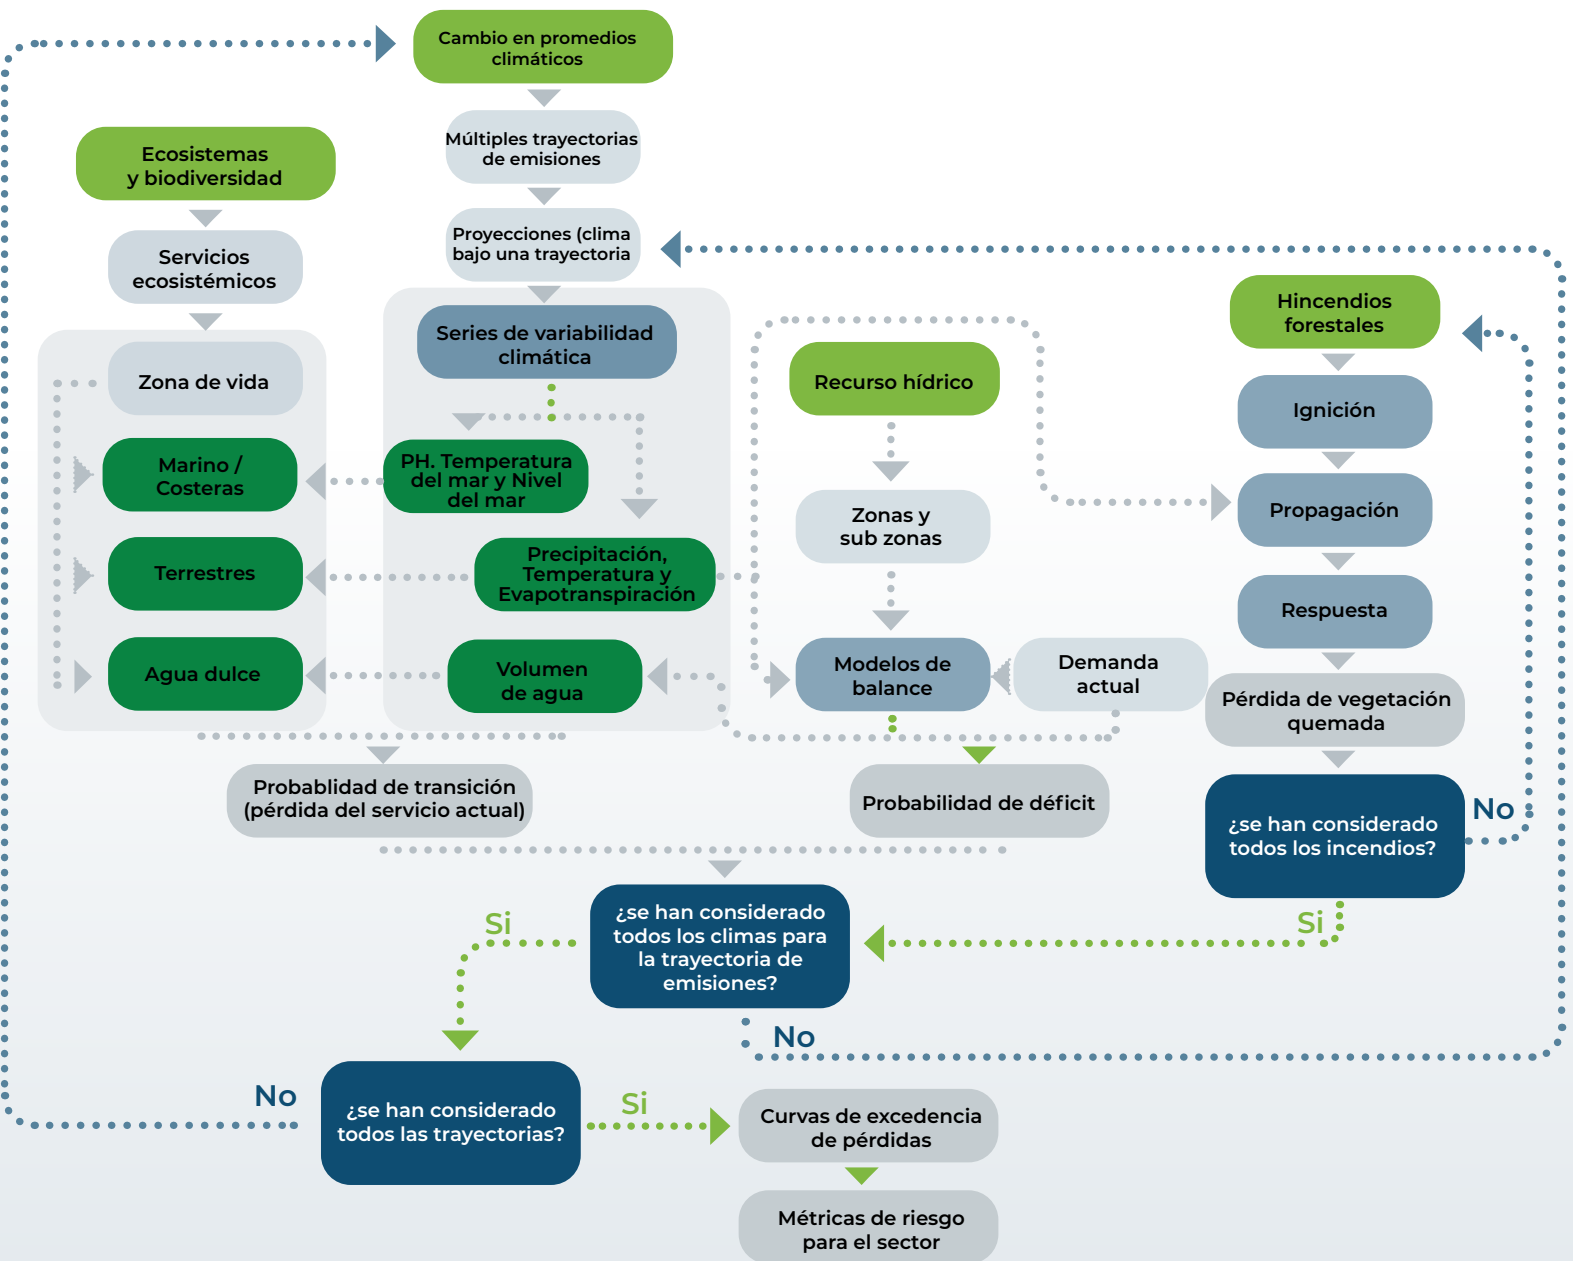 Cambio en promedios
climáticos
Múltiples trayectorias
de emisiones
Proyecciones (clima
bajo una trayectoria
Ecosistemas
y biodiversidad
Servicios
ecosistémicos
Zona de vida
Marino /
Costeras
Terrestres
Agua dulce
Series de variabilidad
climática
PH. Temperatura
del mar y Nivel
del mar
Precipitación,
Temperatura y
Evapotranspiración
Volumen
de agua
Recurso hídrico
Zonas y
sub zonas
Modelos de
balance
Demanda
actual
Hincendios
forestales
Ignición
Propagación
Respuesta
Pérdida de vegetación
quemada
¿se han considerado
todos los incendios?
No
Si
Probablidad de transición
(pérdida del servicio actual)
Probabilidad de déficit
¿se han considerado
todos los climas para
la trayectoria de
emisiones?
Si
No
¿se han considerado
todos las trayectorias?
No
Si
Curvas de excedencia
de pérdidas
Métricas de riesgo
para el sector